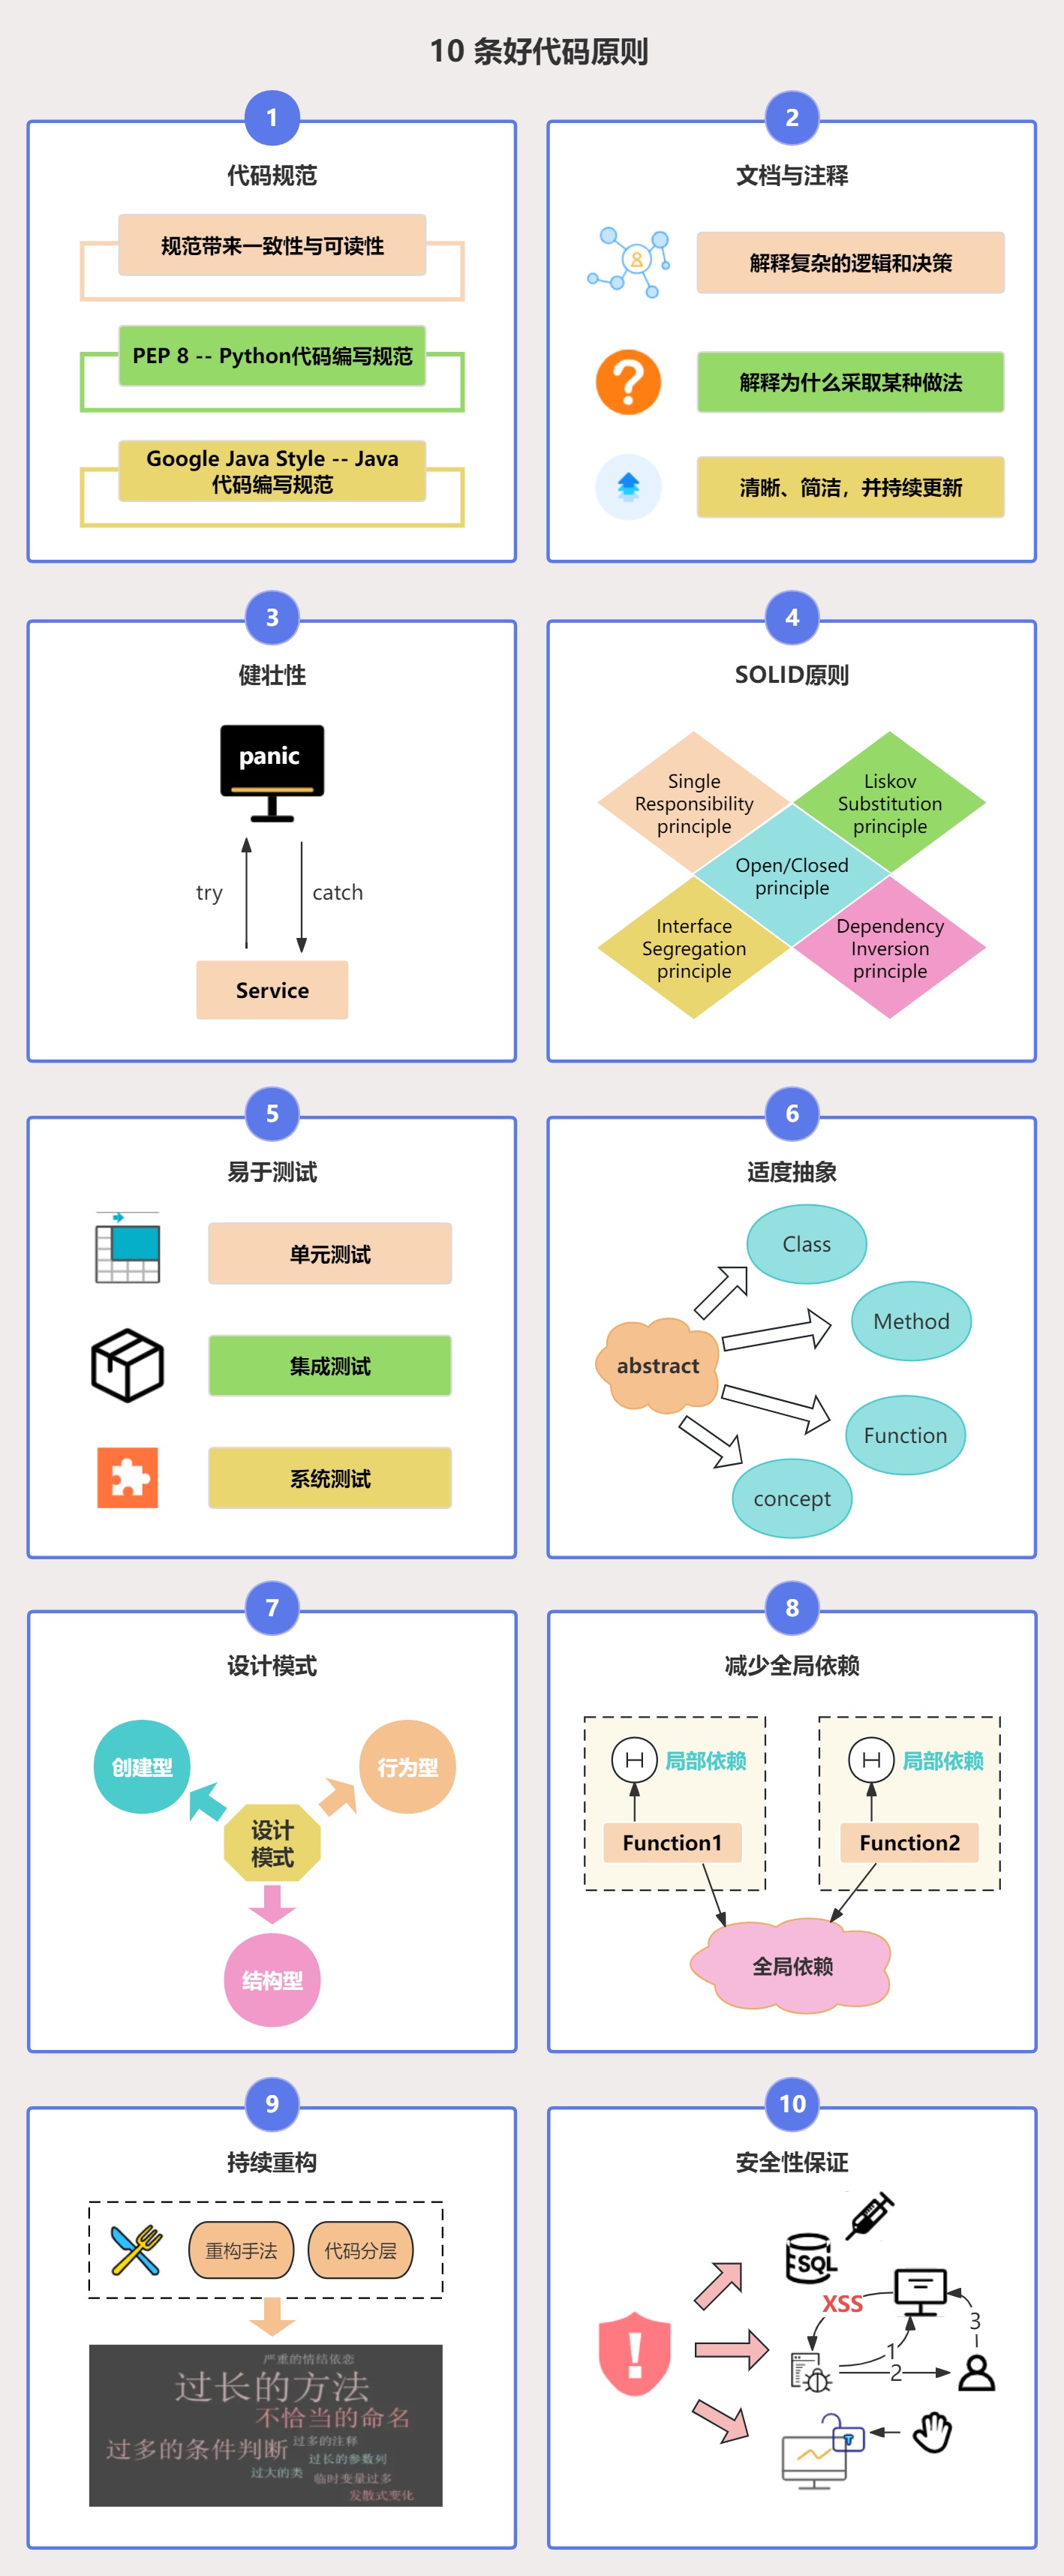 10 条好代码原则
1
代码规范
规范带来一致性与可读性
PEP 8 -- Python代码编写规范
Google Java Style -- Java
代码编写规范
2
文档与注释
解释复杂的逻辑和决策
解释为什么采取某种做法
清晰、简洁，并持续更新
3
健壮性
panic
try
catch
Service
4
SOLID原则
Single
Responsibility
principle
Liskov
Substitution
principle
Open/Closed
principle
Interface
Segregation
principle
Dependency
Inversion
principle
5
易于测试
单元测试
集成测试
系统测试
6
适度抽象
Class
Method
abstract
Function
concept
7
设计模式
创建型
行为型
设计
模式
结构型
8
减少全局依赖
局部依赖
Function1
局部依赖
Function2
全局依赖
9
持续重构
重构手法
代码分层
严重的情结依恋
过长的方法
不恰当的命名
过多的条件判断
过多的注释
过长的参数列
过大的类
临时变量过多
发散式变化
10
安全性保证
SQL
XSS
1
2
3